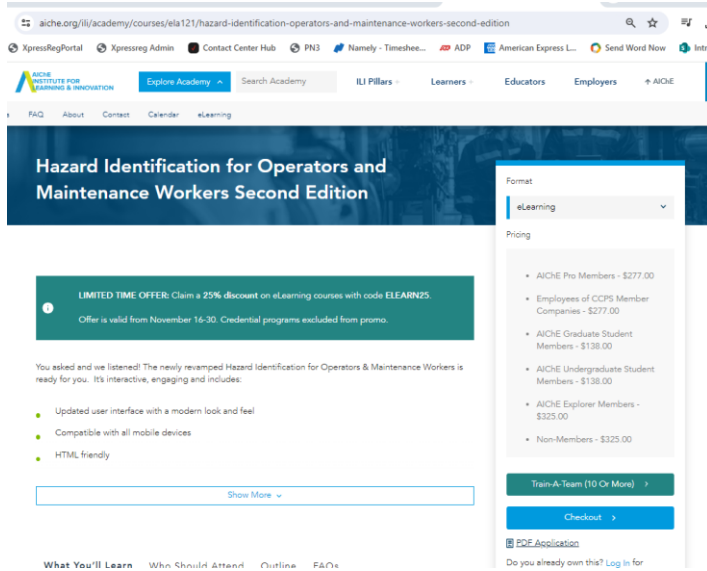 aiche.org/ili/academy/courses/ela121/hazard-identification-operators-and-maintenance-workers-second-edition
XpressRegPortal Xpressreg Admin Contact Center Hub PN3 Namely - Timeshee... ADP American Express L... Send Word Now Intr
AIChE
INSTITUTE FOR
LEARNING & INNOVATION
Explore Academy Search Academy ILI Pillars Learners Educators Employers AIChE
FAQ About Contact Calendar eLearning
Hazard Identification for Operators and
Maintenance Workers Second Edition
Format
eLearning
Pricing
AIChE Pro Members - $277.00
Employees of CCPS Member
Companies - $277.00
AIChE Graduate Student
Members - $138.00
AIChE Undergraduate Student
Members - $138.00
AIChE Explorer Members -
$325.00
Non-Members - $325.00
Train-A-Team (10 Or More)
Checkout
PDF Application
Do you already own this? Log In for
LIMITED TIME OFFER: Claim a 25% discount on eLearning courses with code ELEARN25.
Offer is valid from November 16-30. Credential programs excluded from promo.
You asked and we listened! The newly revamped Hazard Identification for Operators & Maintenance Workers is
ready for you. It's interactive, engaging and includes:
Updated user interface with a modern look and feel
Compatible with all mobile devices
HTML friendly
Show More
What You'll Learn Who Should Attend Outline FAQs